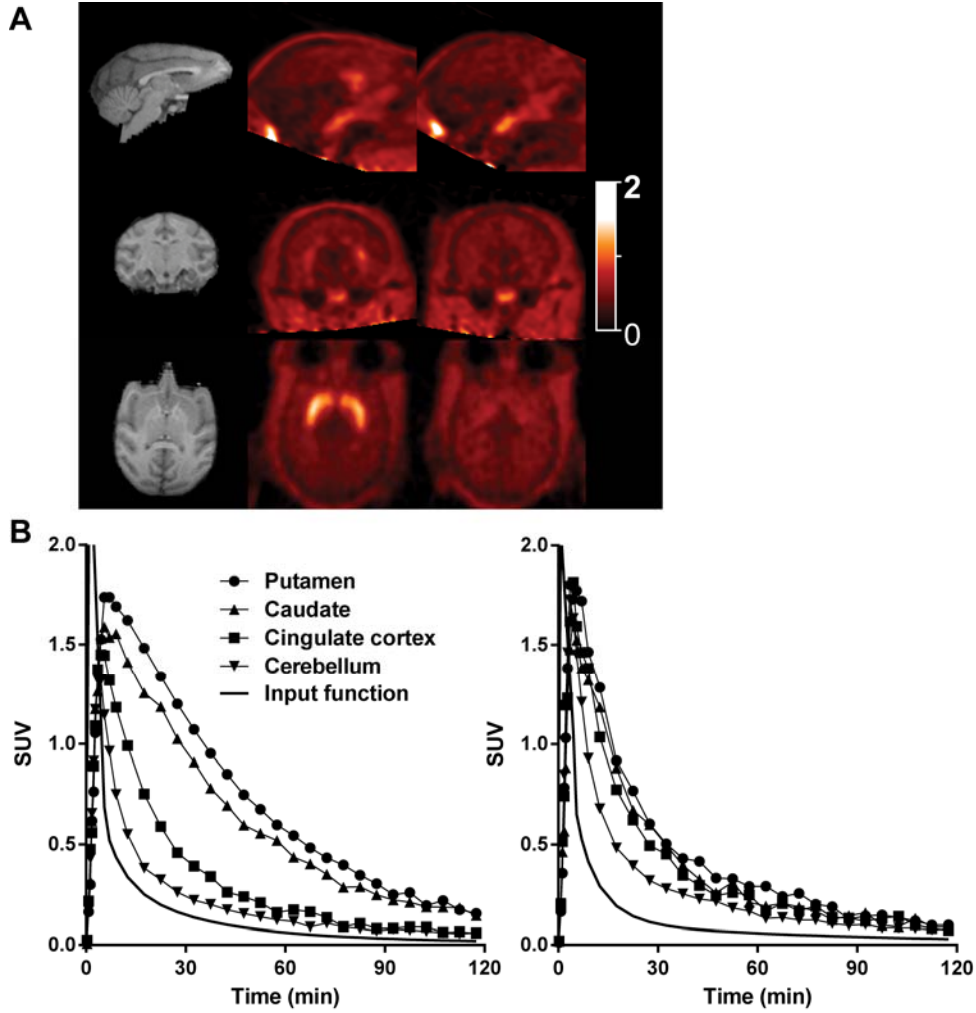 A
2
0
B
2.0
1.5
1.0
0.5
0.0
SUV
0
30
60
90
120
Time (min)
Putamen
Caudate
Cingulate cortex
Cerebellum
Input function
2.0
1.5
1.0
0.5
0.0
SUV
0
30
60
90
120
Time (min)